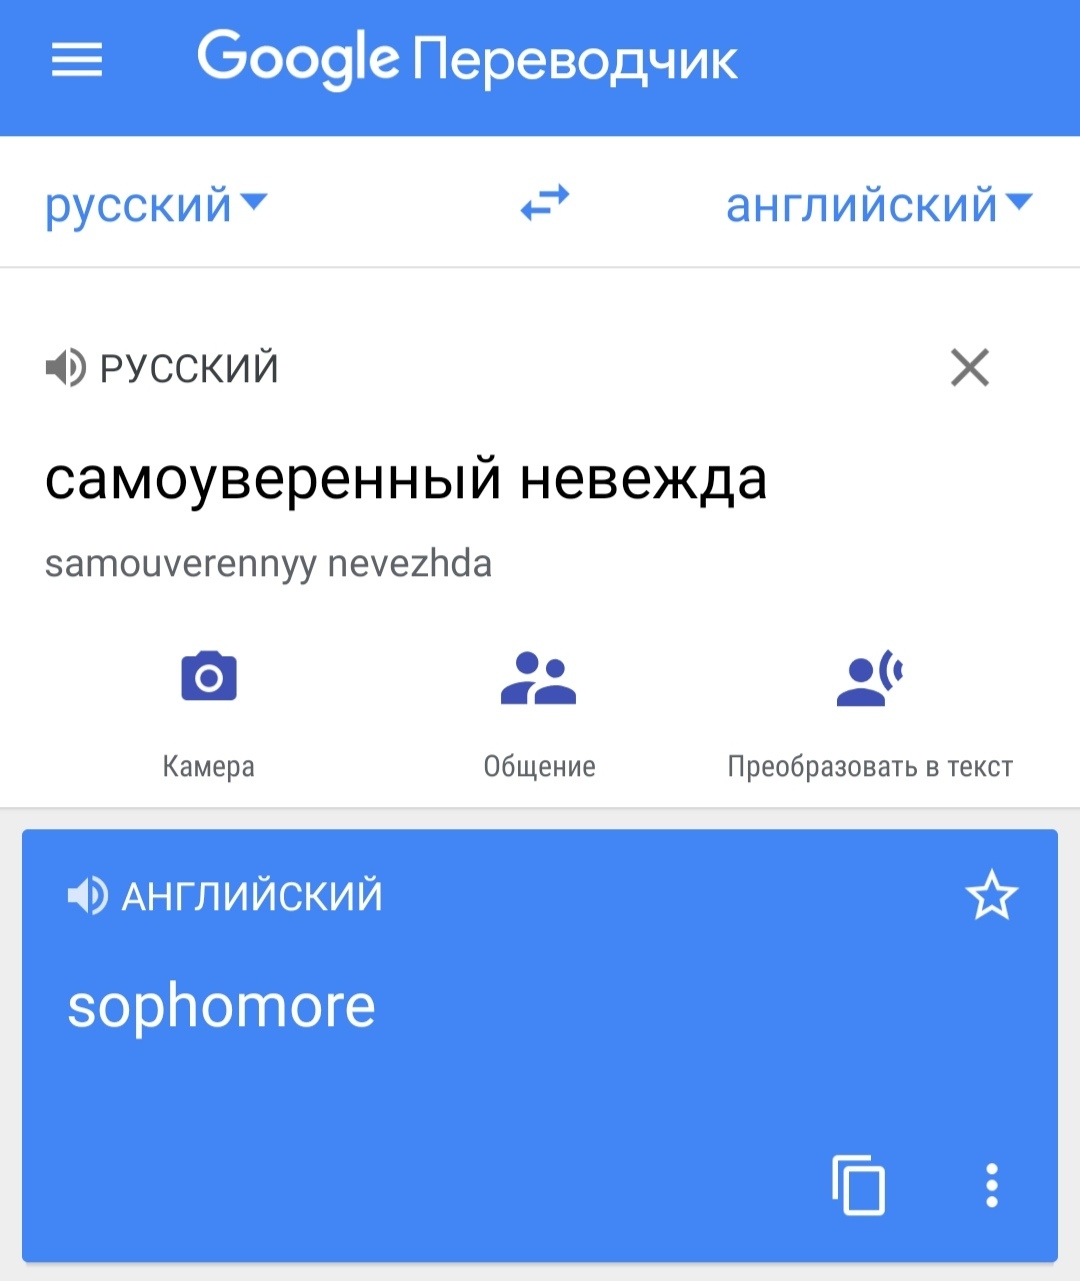 Google Переводчик
русский английский
РУССКИЙ
самоуверенный невежда
samouverennyy nevezhda
Камера Общение Преобразовать в текст
АНГЛИЙСКИЙ
sophomore